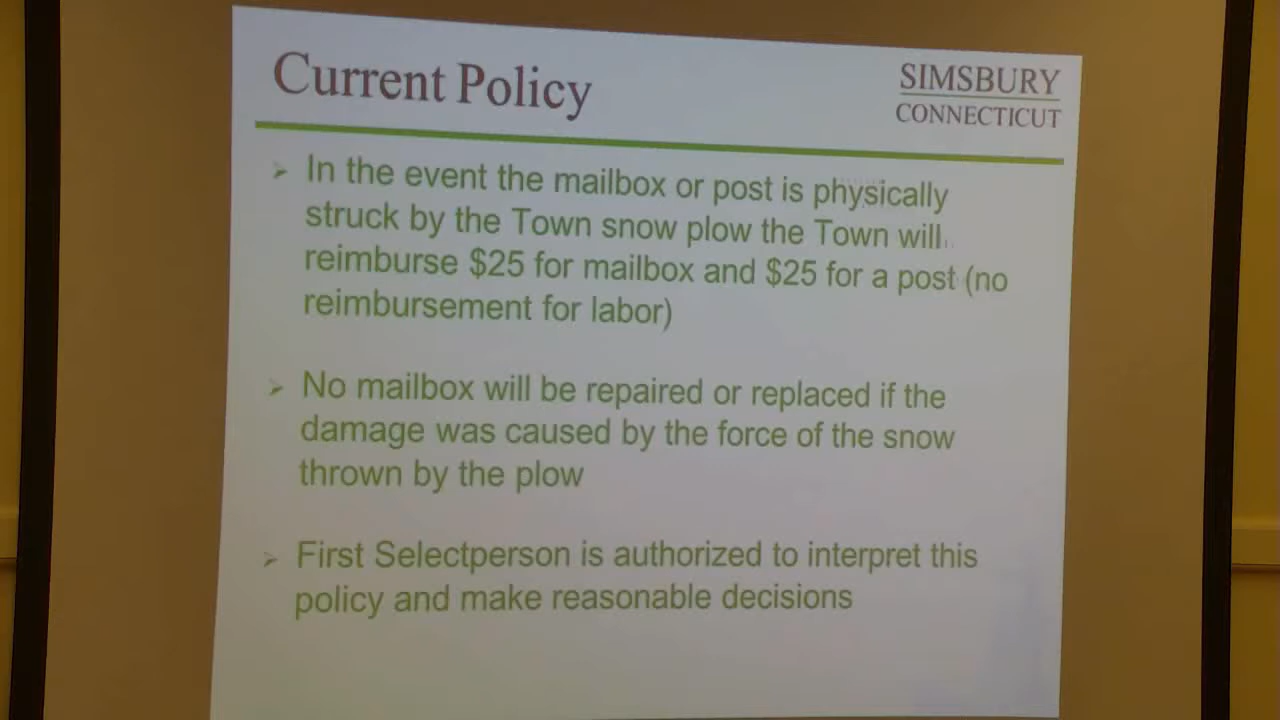 Current Policy
SIMSBURY
CONNECTICUT
➢ In the event the mailbox or post is physically
struck by the Town snow plow the Town will
reimburse $25 for mailbox and $25 for a post (no
reimbursement for labor)
➢ No mailbox will be repaired or replaced if the
damage was caused by the force of the snow
thrown by the plow
➢ First Selectperson is authorized to interpret this
policy and make reasonable decisions